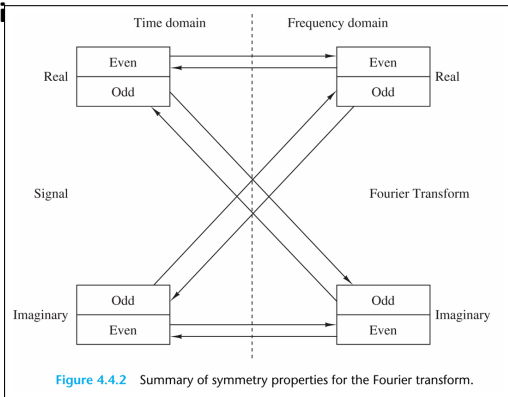 Time domain Frequency domain
Even Even
Real Real
Odd Odd
Signal Fourier Transform
Odd Odd
Imaginary Imaginary
Even Even
Figure 4.4.2 Summary of symmetry properties for the Fourier transform.